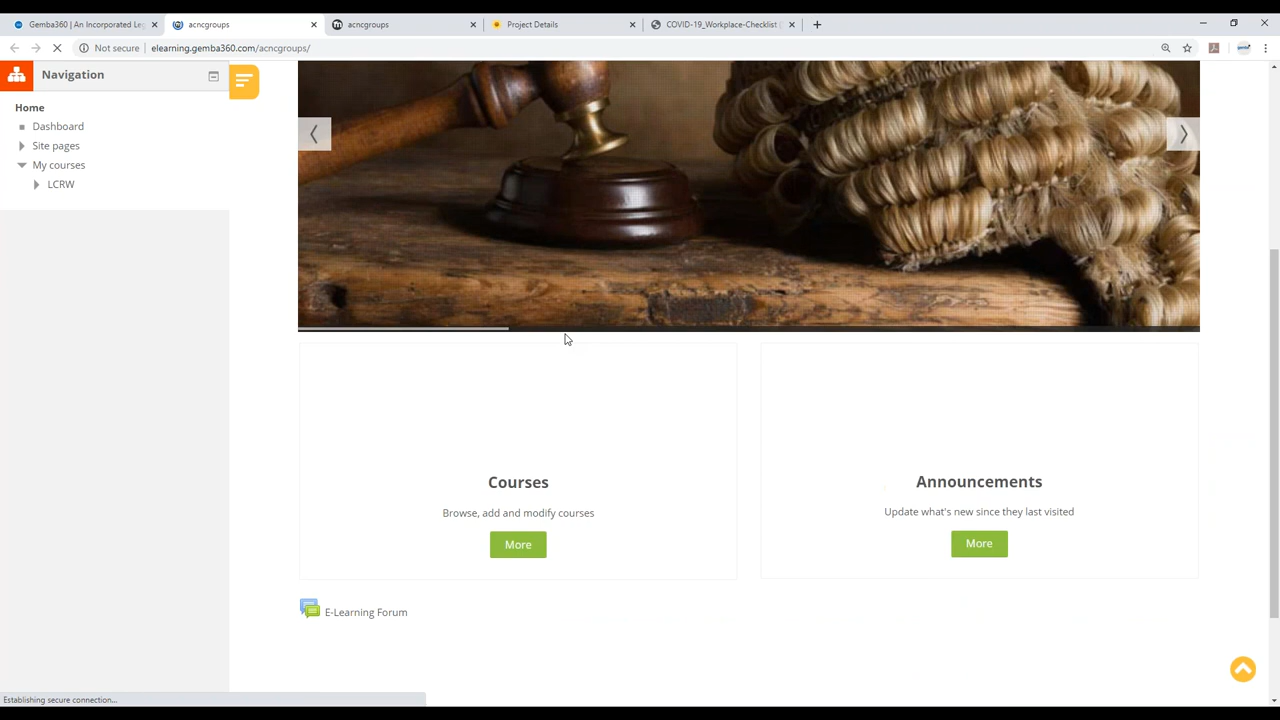 Gemba360 | An Incorporated Leg
acncgroups
acncgroups
Project Details
COVID-19_Workplace-Checklist (
Not secure
elearning.gemba360.com/acncgroups/
Navigation
Home
Dashboard
Site pages
My courses
LCRW
Courses
Browse, add and modify courses
More
Announcements
Update what's new since they last visited
More
E-Learning Forum
Establishing secure connection...